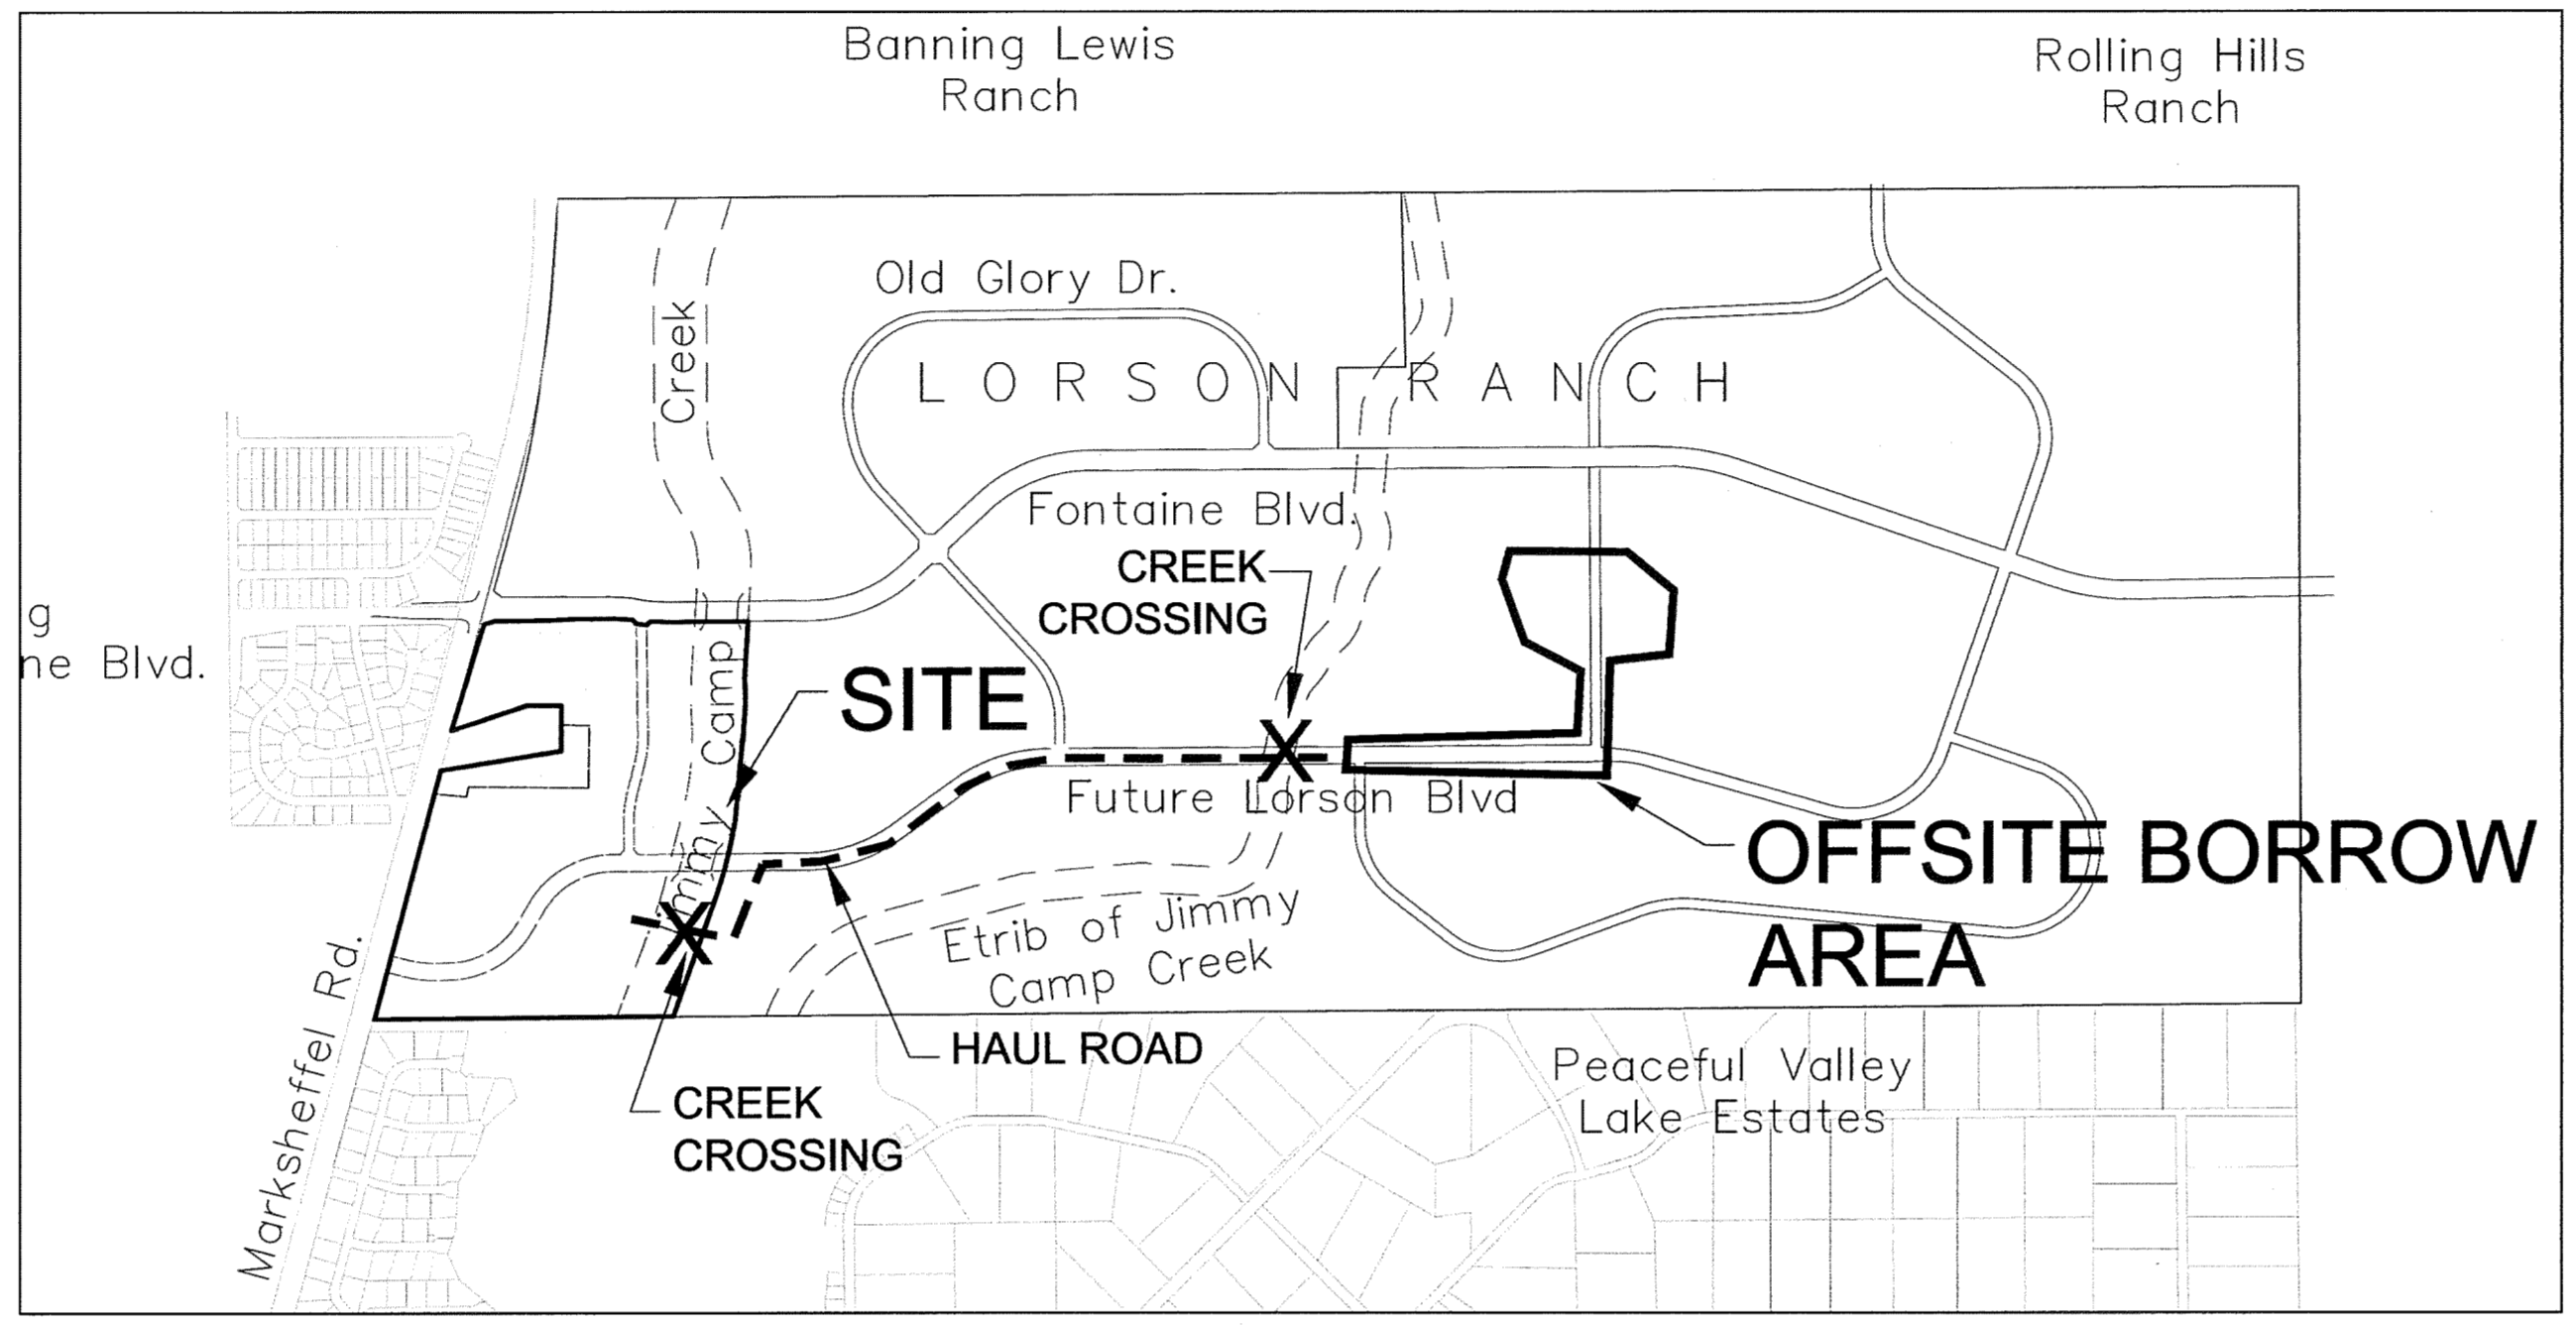 Banning Lewis
Ranch
Rolling Hills
Ranch
Old Glory Dr.
Creek
LORSON RANCH
Fontaine Blvd.
CREEK
CROSSING
g
ne Blvd.
SITE
Jimmy Camp
Future Lorson Blvd
OFFSITE BORROW
AREA
Etrib of Jimmy
Camp Creek
HAUL ROAD
Marksheffel Rd.
CREEK
CROSSING
Peaceful Valley
Lake Estates